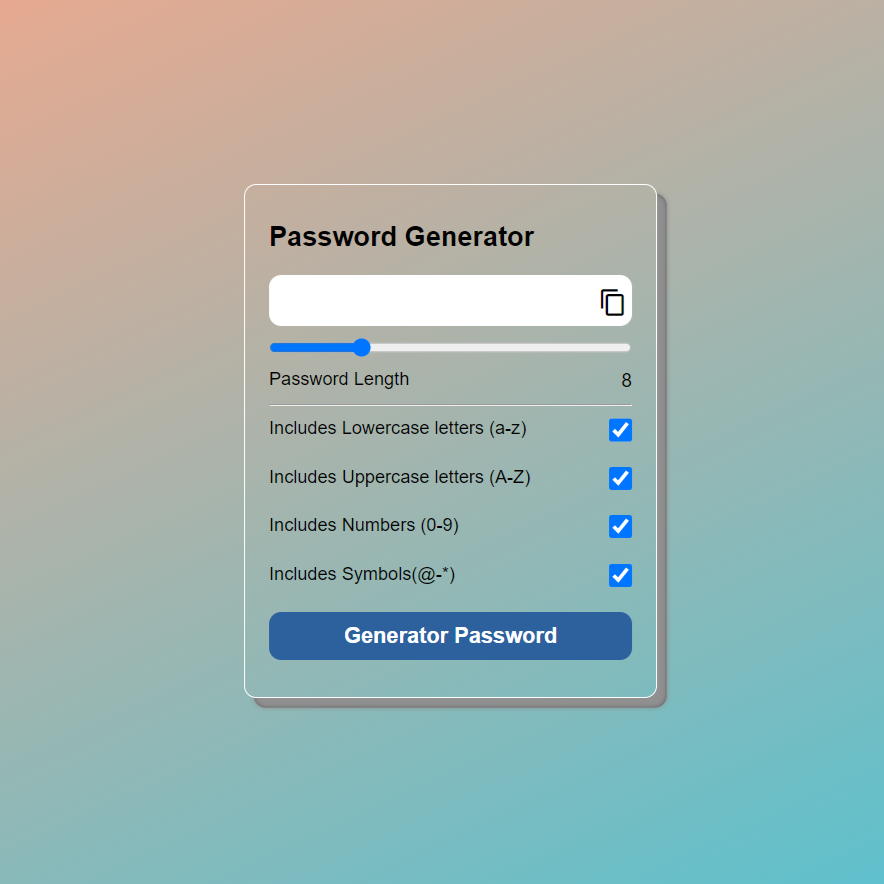 Password Generator
Password Length 8
Includes Lowercase letters (a-z)
Includes Uppercase letters (A-Z)
Includes Numbers (0-9)
Includes Symbols(@-*)
Generator Password